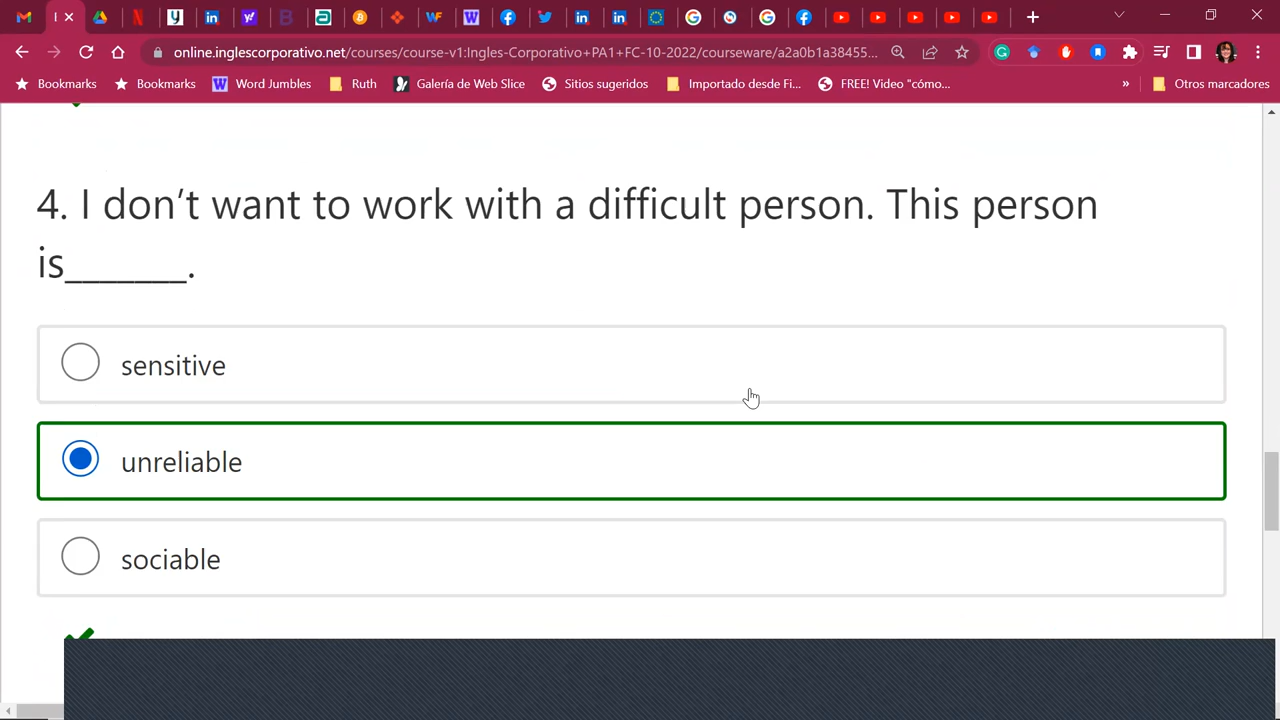 online.inglescorporativo.net/courses/course-v1:Ingles-Corporativo+PA1+FC-10-2022/courseware/a2a0b1a38455...
Bookmarks Bookmarks Word Jumbles Ruth Galería de Web Slice Sitios sugeridos Importado desde Fi... FREE! Video "cómo... » Otros marcadores
4. I don't want to work with a difficult person. This person
is_______.
sensitive
unreliable
sociable